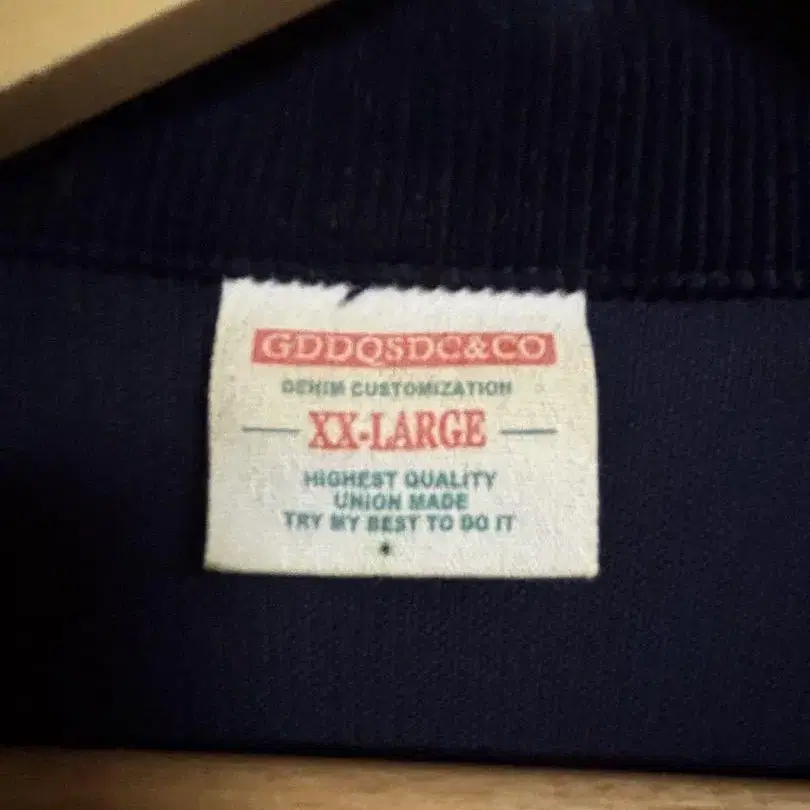 GDDQSDC&CO
DENIM CUSTOMIZATION
XX-LARGE
HIGHEST QUALITY
UNION MADE
TRY MY BEST TO DO IT